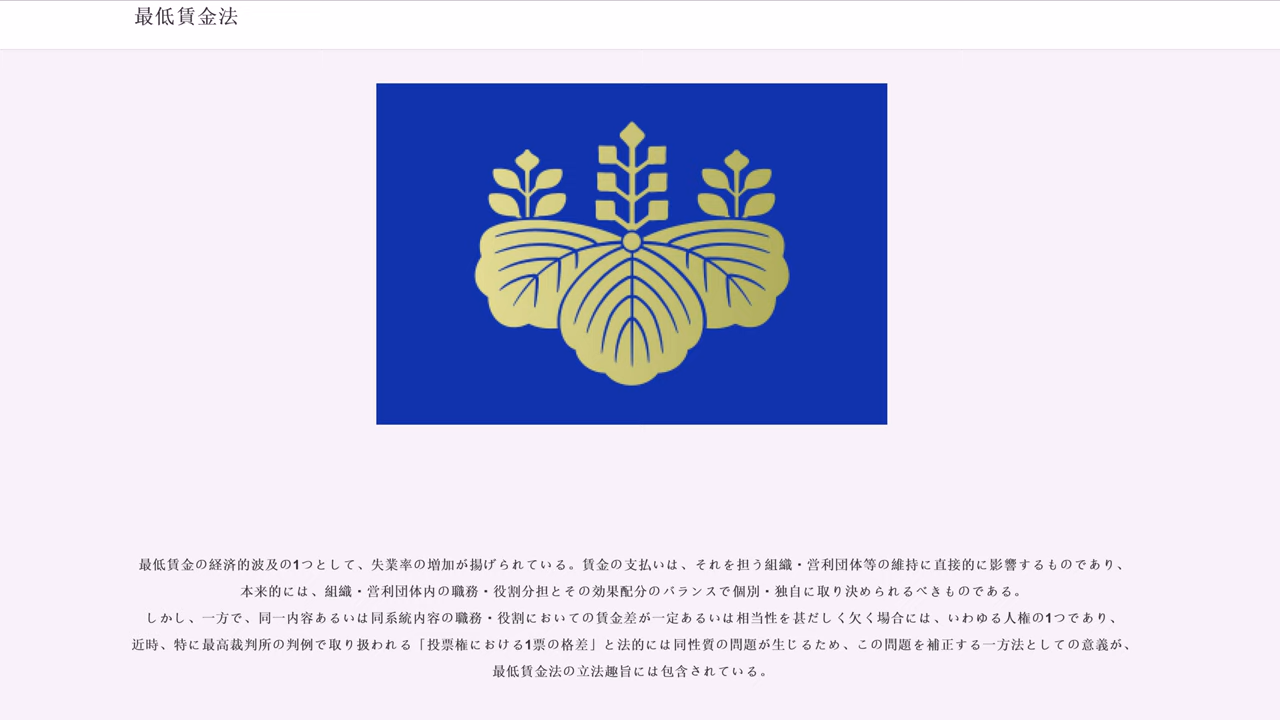 最低賃金法
最低賃金の経済的波及の1つとして、失業率の増加が揚げられている。賃金の支払いは、それを担う組織・営利団体等の維持に直接的に影響するものであり、
本来的には、組織・営利団体内の職務・役割分担とその効果配分のバランスで個別・独自に取り決められるべきものである。
しかし、一方で、同一内容あるいは同系統内容の職務・役割においての賃金差が一定あるいは相当性を甚だしく欠く場合には、いわゆる人権の1つであり、
近時、特に最高裁判所の判例で取り扱われる「投票権における1票の格差」と法的には同性質の問題が生じるため、この問題を補正する一方法としての意義が、
最低賃金法の立法趣旨には包含されている。